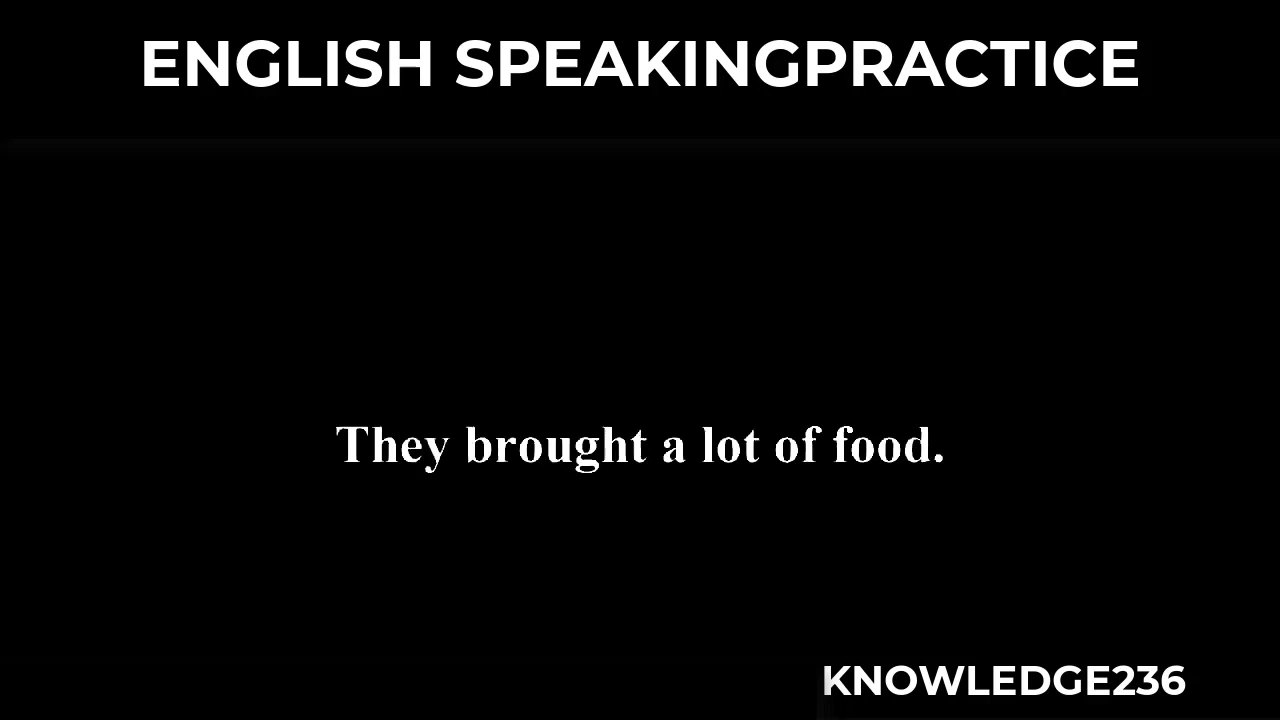 ENGLISH SPEAKINGPRACTICE
They brought a lot of food.
KNOWLEDGE236